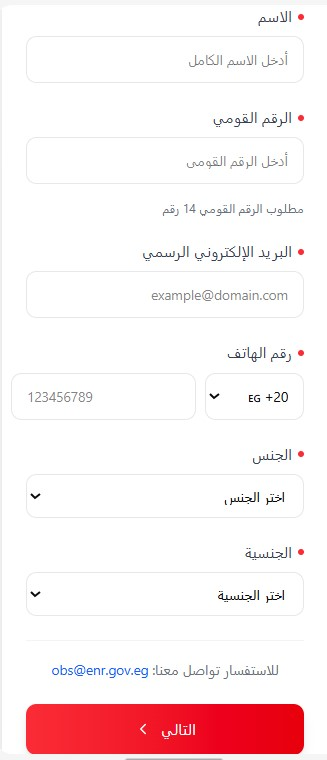 الاسم
أدخل الاسم الكامل
الرقم القومي
أدخل الرقم القومي
مطلوب الرقم القومي 14 رقم
البريد الإلكتروني الرسمي
example@domain.com
رقم الهاتف
EG +20
123456789
الجنس
اختر الجنس
الجنسية
اختر الجنسية
للاستفسار تواصل معنا: obs@enr.gov.eg
التالي